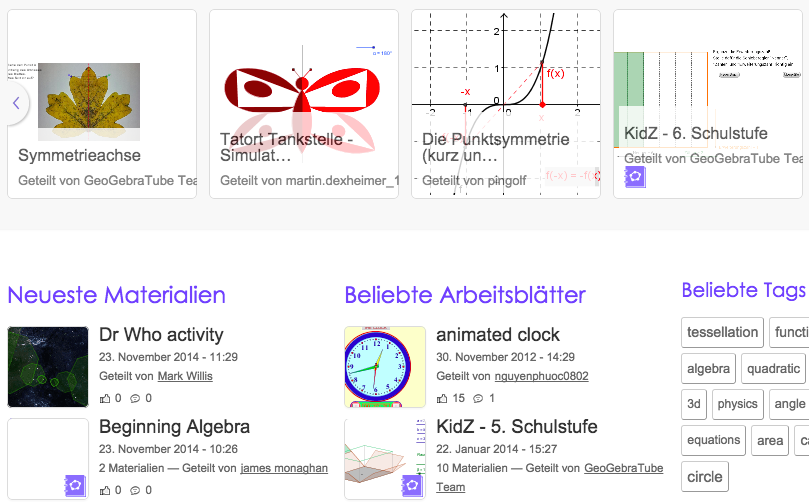 Symmetrieachse
Geteilt von GeoGebraTube Tea
α = 180°
Tatort Tankstelle -
Simulat…
Geteilt von martin.dexheimer_1
2
1
0
-2
0
2
-x
f(x)
x
Die Punktsymmetrie
(kurz un…
Geteilt von pingolf
f(-x) = -f(x)
KidZ - 6. Schulstufe
Geteilt von GeoGebraTube Tea
Neueste Materialien
Dr Who activity
23. November 2014 - 11:29
Geteilt von Mark Willis
0 0
Beginning Algebra
23. November 2014 - 10:26
2 Materialien — Geteilt von james monaghan
0 0
Beliebte Arbeitsblätter
animated clock
30. November 2012 - 14:29
Geteilt von nguyenphuoc0802
15 1
KidZ - 5. Schulstufe
22. Januar 2014 - 15:27
10 Materialien — Geteilt von GeoGebraTube
Team
Beliebte Tags
tessellation functi
algebra quadratic
3d physics angle
equations area ca
circle